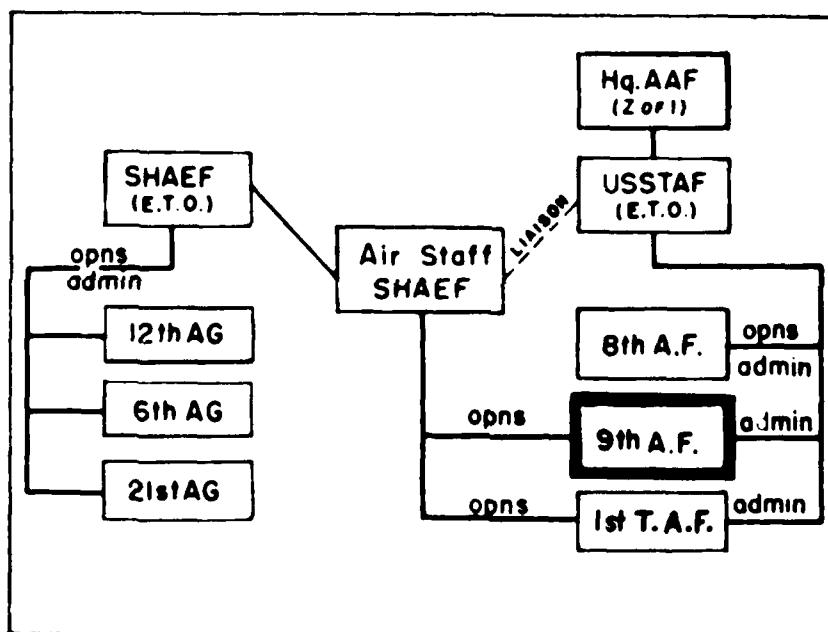 Hq. AAF
(Z OF I)
SHAEF
(E.T.O.)
USSTAF
(E.T.O.)
LIAISON
Air Staff
SHAEF
opns
admin
12th AG
8th A.F.
opns
admin
6th AG
opns
9th A.F.
admin
21st AG
opns
1st T.A.F.
admin